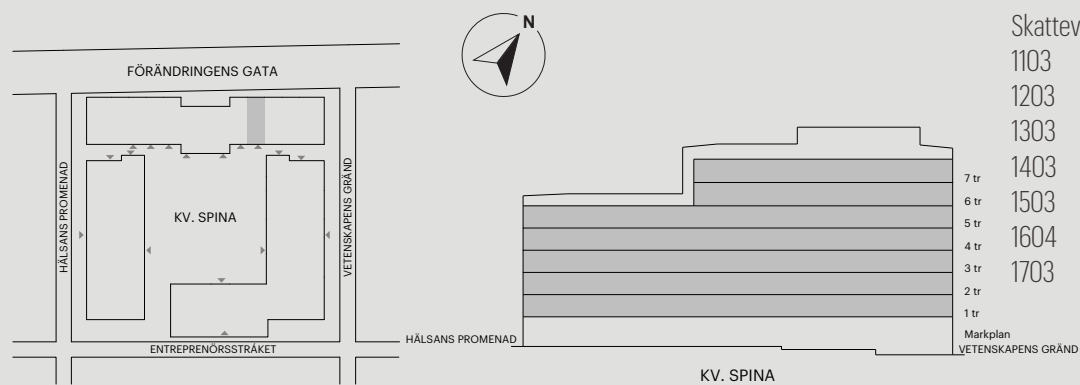 FÖRÄNDRINGENS GATA
HÄLSANS PROMENAD
KV. SPINA
VETENSKAPENS GRÄND
ENTREPRENÖRSSTRÅKET
N
7 tr
6 tr
5 tr
4 tr
3 tr
2 tr
1 tr
Markplan
HÄLSANS PROMENAD
VETENSKAPENS GRÄND
KV. SPINA
Skattev
1103
1203
1303
1403
1503
1604
1703